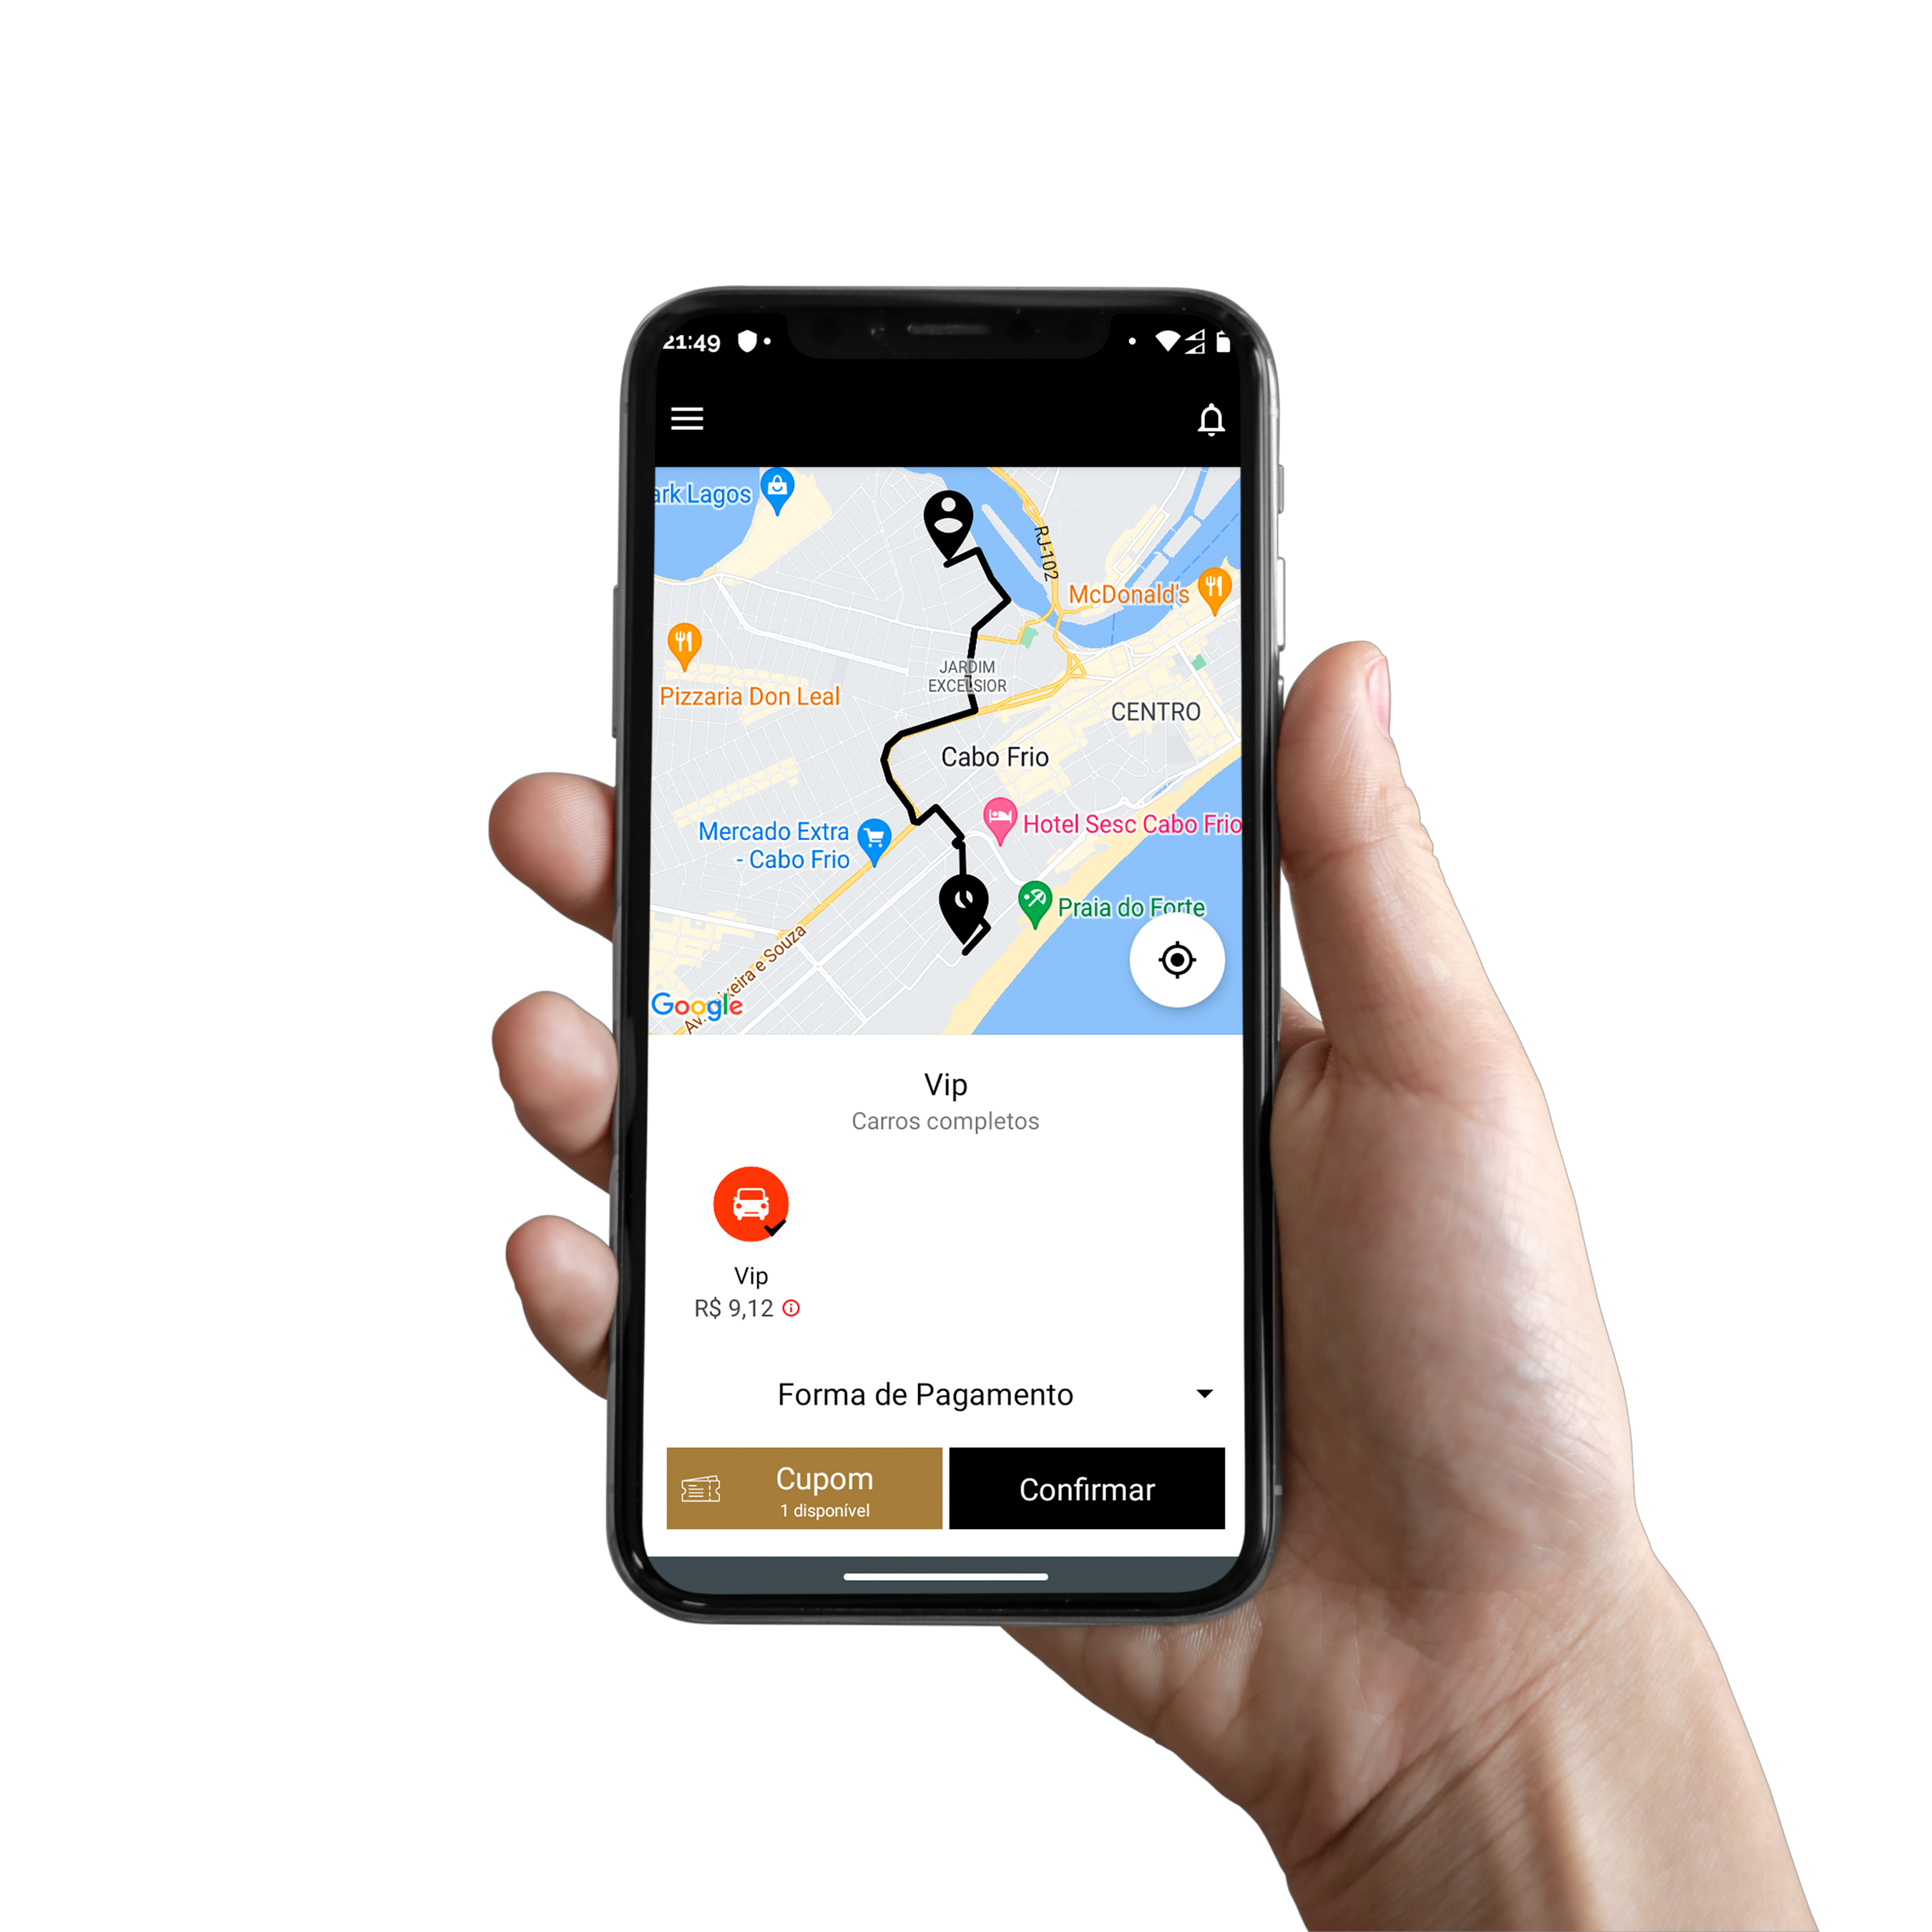 21:49
ark Lagos
RJ-102
McDonald's
Pizzaria Don Leal
JARDIM
EXCELSIOR
CENTRO
Cabo Frio
Mercado Extra
- Cabo Frio
Hotel Sesc Cabo Frio
Praia do Forte
Av. ixeira e Souza
Google
Vip
Carros completos
Vip
R$ 9,12
Forma de Pagamento
Cupom
1 disponível
Confirmar